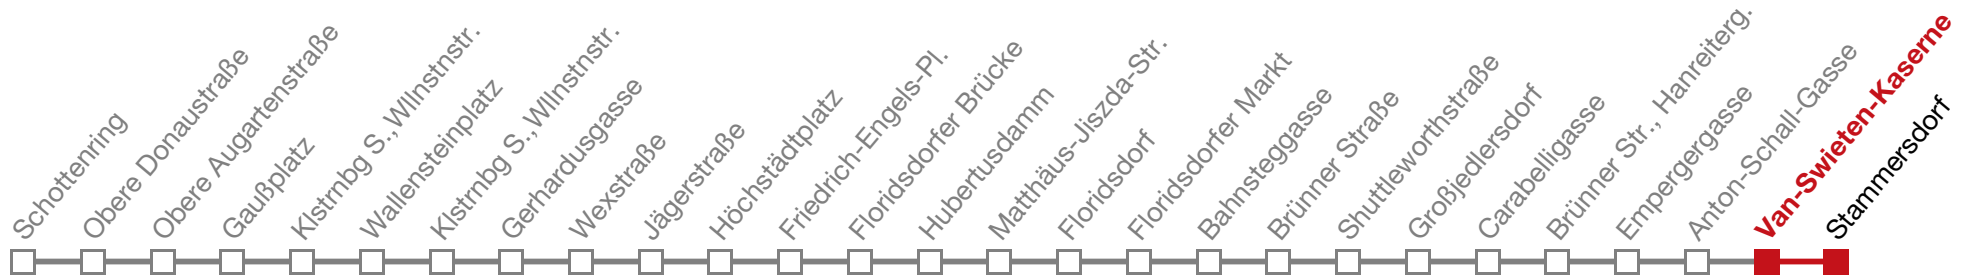 Schottenring
Obere Donaustraße
Obere Augartenstraße
Gaußplatz
Klstrnbg S., Wllnstnstr.
Wallensteinplatz
Klstrnbg S., Wllnstnstr.
Gerhardusgasse
Wexstraße
Jägerstraße
Höchstädtplatz
Friedrich-Engels-Pl.
Floridsdorfer Brücke
Hubertusdamm
Matthäus-Jiszda-Str.
Floridsdorf
Floridsdorfer Markt
Bahnsteggasse
Brünner Straße
Shuttleworthstraße
Großjedlersdorf
Carabelligasse
Brünner Str., Hanreiterg.
Empergergasse
Anton-Schall-Gasse
Van-Swieten-Kaserne
Stammersdorf